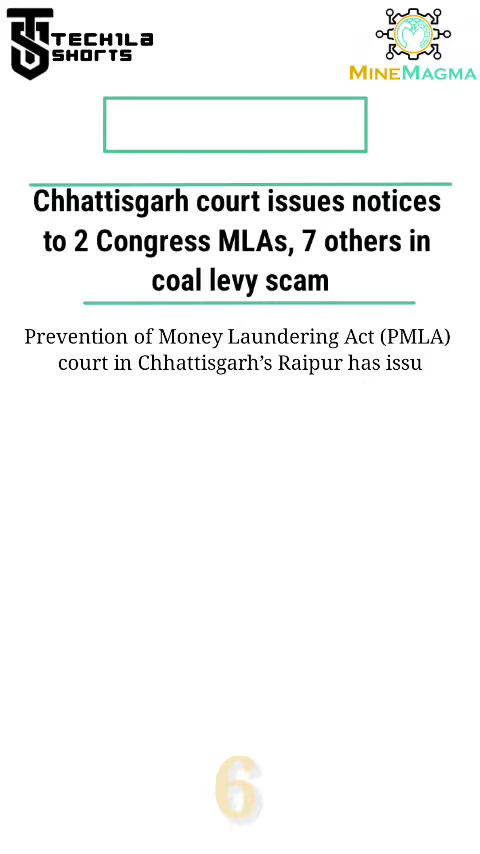 TECH1LA
SHORTS
MINEMAGMA
Chhattisgarh court issues notices
to 2 Congress MLAs, 7 others in
coal levy scam
Prevention of Money Laundering Act (PMLA)
court in Chhattisgarh’s Raipur has issu
6